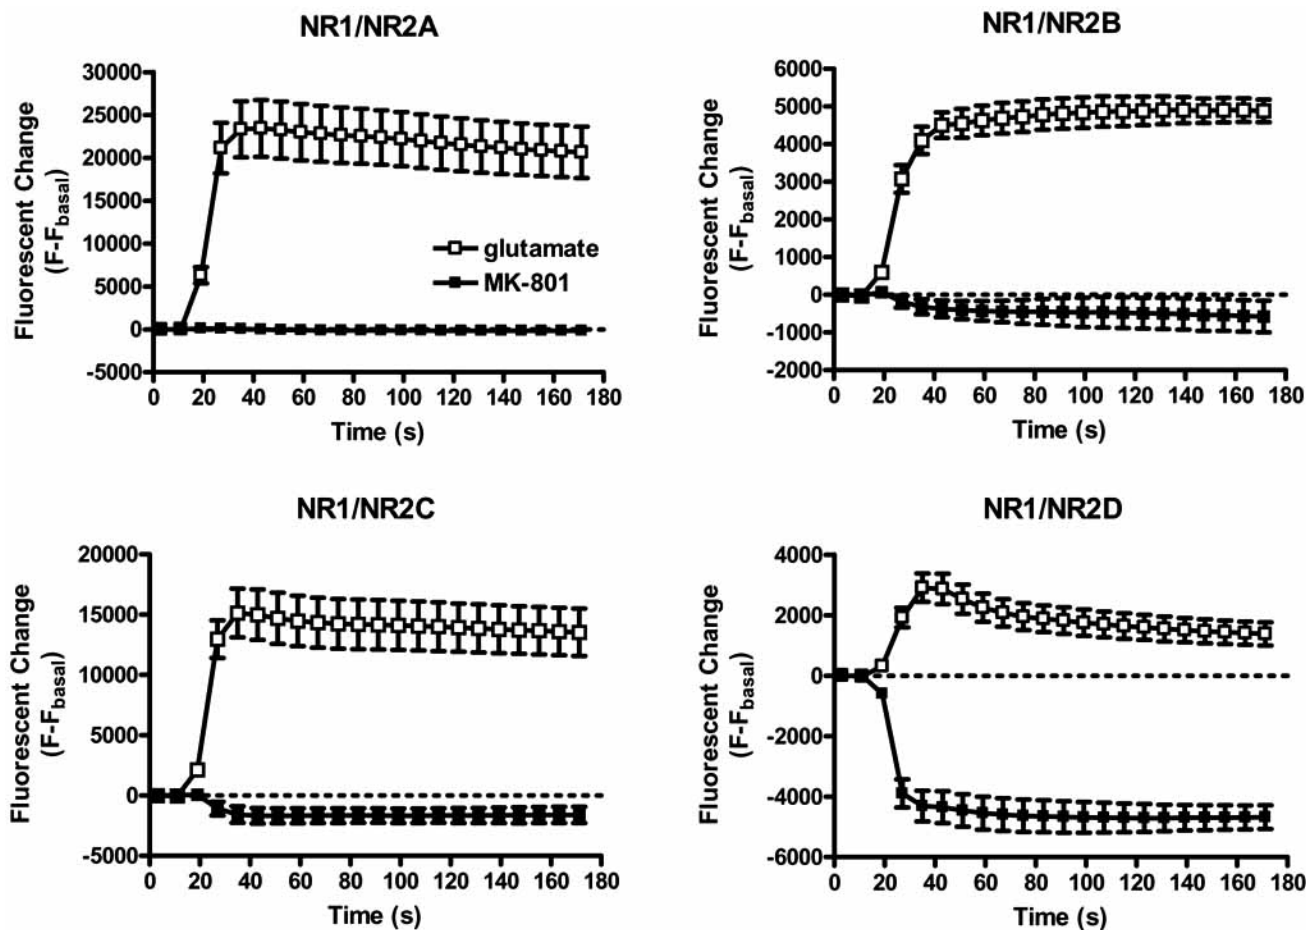 NR1/NR2A
Fluorescent Change
(F-Fbasal)
30000
25000
20000
15000
10000
5000
0
-5000
glutamate
MK-801
0 20 40 60 80 100 120 140 160 180
Time (s)
NR1/NR2B
Fluorescent Change
(F-Fbasal)
6000
5000
4000
3000
2000
1000
0
-1000
-2000
0 20 40 60 80 100 120 140 160 180
Time (s)
NR1/NR2C
Fluorescent Change
(F-Fbasal)
20000
15000
10000
5000
0
-5000
0 20 40 60 80 100 120 140 160 180
Time (s)
NR1/NR2D
Fluorescent Change
(F-Fbasal)
4000
2000
0
-2000
-4000
-6000
0 20 40 60 80 100 120 140 160 180
Time (s)